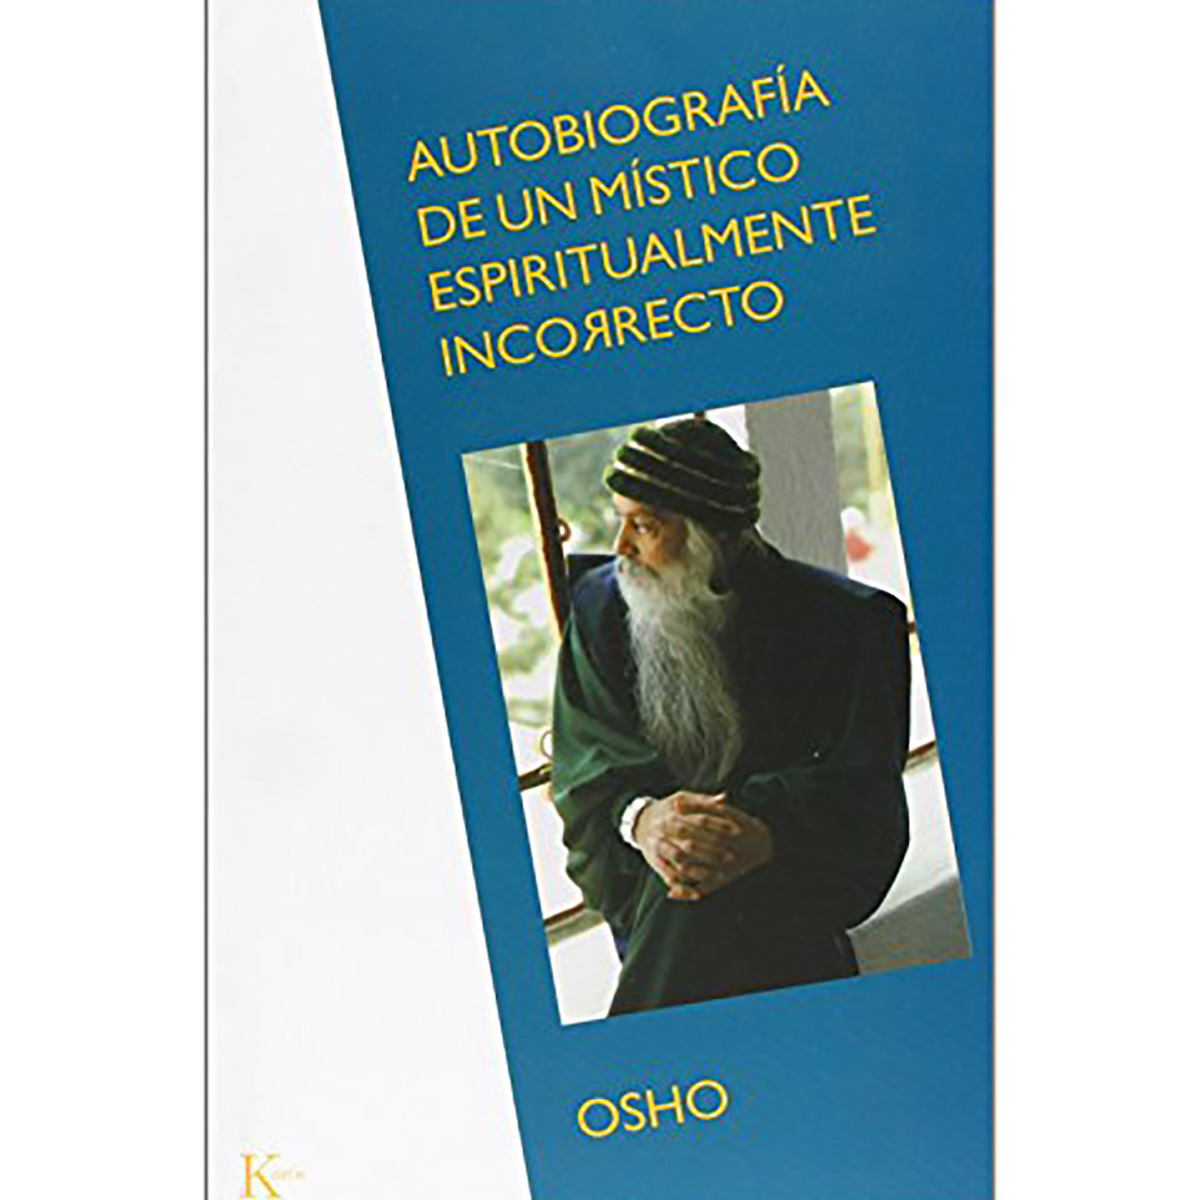 AUTOBIOGRAFÍA
DE UN MÍSTICO
ESPIRITUALMENTE
INCOЯRECTO
OSHO
K